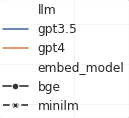 llm
gpt3.5
gpt4
embed_model
bge
minilm